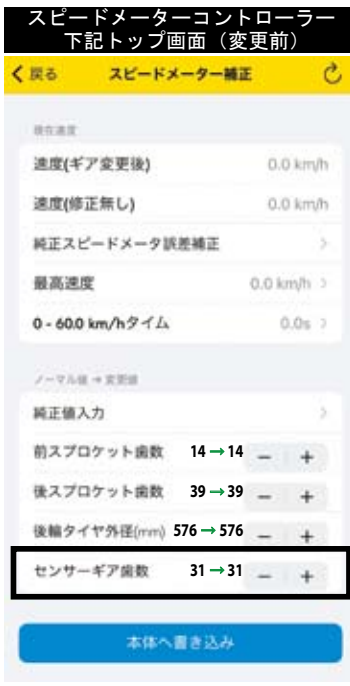 スピードメーターコントローラー
下記トップ画面（変更前）
戻る スピードメーター補正
現在速度
速度(ギア変更後) 0.0 km/h
速度(修正無し) 0.0 km/h
純正スピードメータ誤差補正
最高速度 0.0 km/h
0 - 60.0 km/hタイム 0.0s
ノーマル値 → 変更値
純正値入力
前スプロケット歯数 14→14 − +
後スプロケット歯数 39→39 − +
後輪タイヤ外径(mm) 576→576 − +
センサーギア歯数 31→31 − +
本体へ書き込み